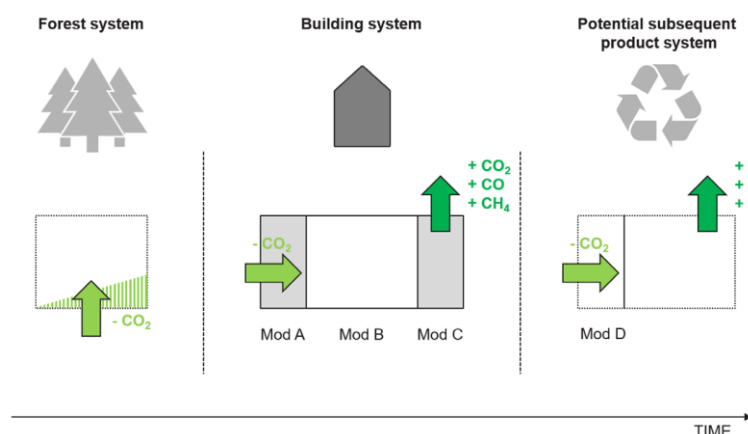 Forest system
Building system
Potential subsequent
product system
+ CO₂
+ CO
+ CH₄
+
+
+
- CO₂
- CO₂
- CO₂
Mod A
Mod B
Mod C
Mod D
TIME